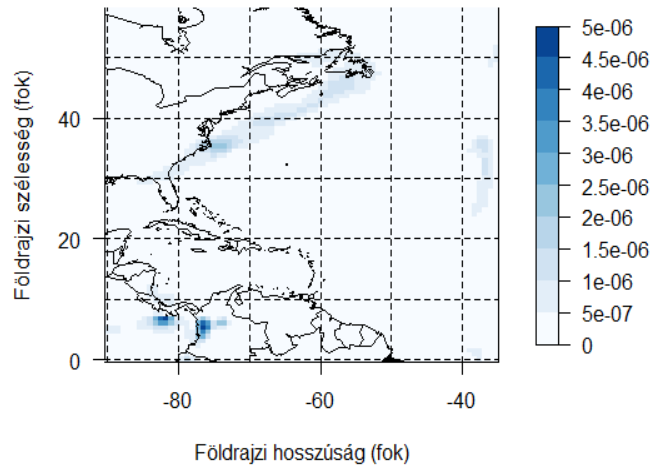 Földrajzi szélesség (fok)
40
20
0
-80
-60
-40
Földrajzi hosszúság (fok)
5e-06
4.5e-06
4e-06
3.5e-06
3e-06
2.5e-06
2e-06
1.5e-06
1e-06
5e-07
0